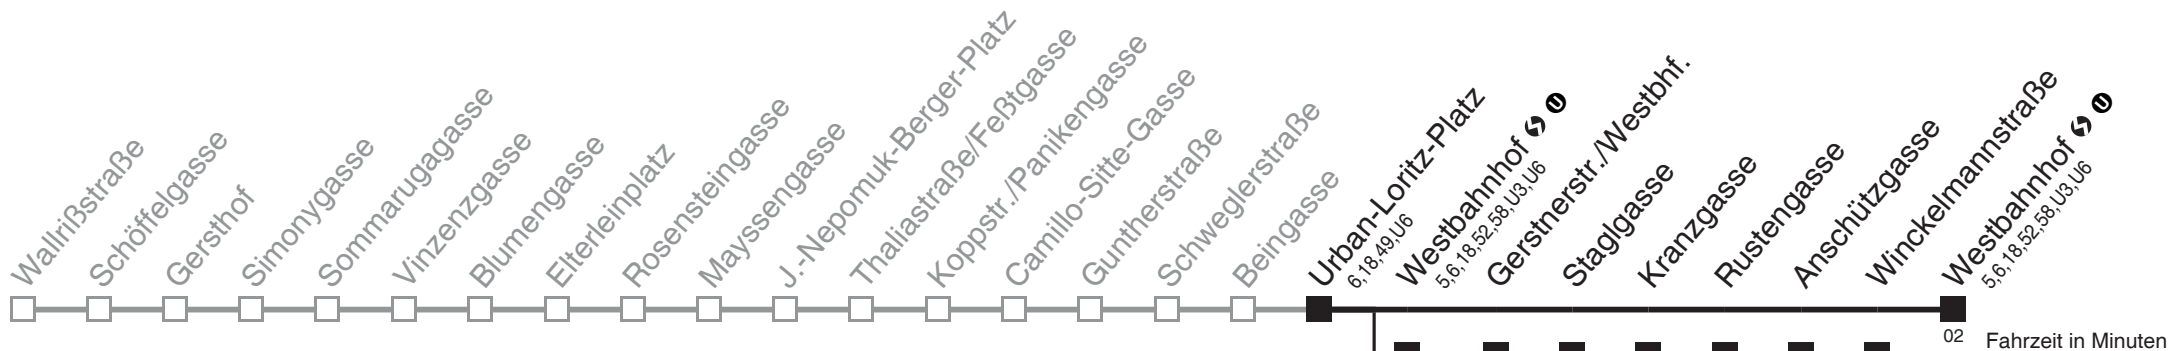 Wallrißstraße
Schöffelgasse
Gersthof
Simonygasse
Sommarugagasse
Vinzenzgasse
Blumengasse
Elterleinplatz
Rosensteingasse
Mayssengasse
J.-Nepomuk-Berger-Platz
Thaliastraße/Feßtgasse
Koppstr./Panikengasse
Camillo-Sitte-Gasse
Guntherstraße
Schweglerstraße
Beingasse
Urban-Loritz-Platz
6,18,49,U6
Westbahnhof U
5,6,18,52,58,U3,U6
Gerstnerstr./Westbhf.
Staglgasse
Kranzgasse
Rustengasse
Anschützgasse
Winckelmannstraße
Westbahnhof U
5,6,18,52,58,U3,U6
02 Fahrzeit in Minuten